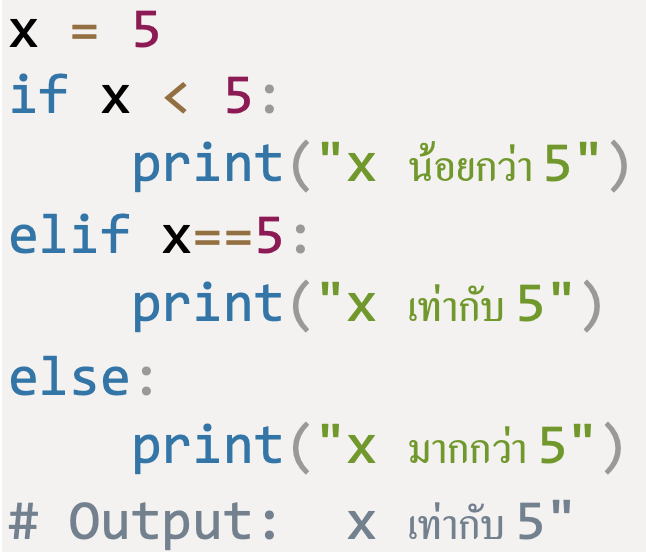 x = 5
if x < 5:
    print("x น้อยกว่า 5")
elif x==5:
    print("x เท่ากับ 5")
else:
    print("x มากกว่า 5")
# Output:  x เท่ากับ 5"